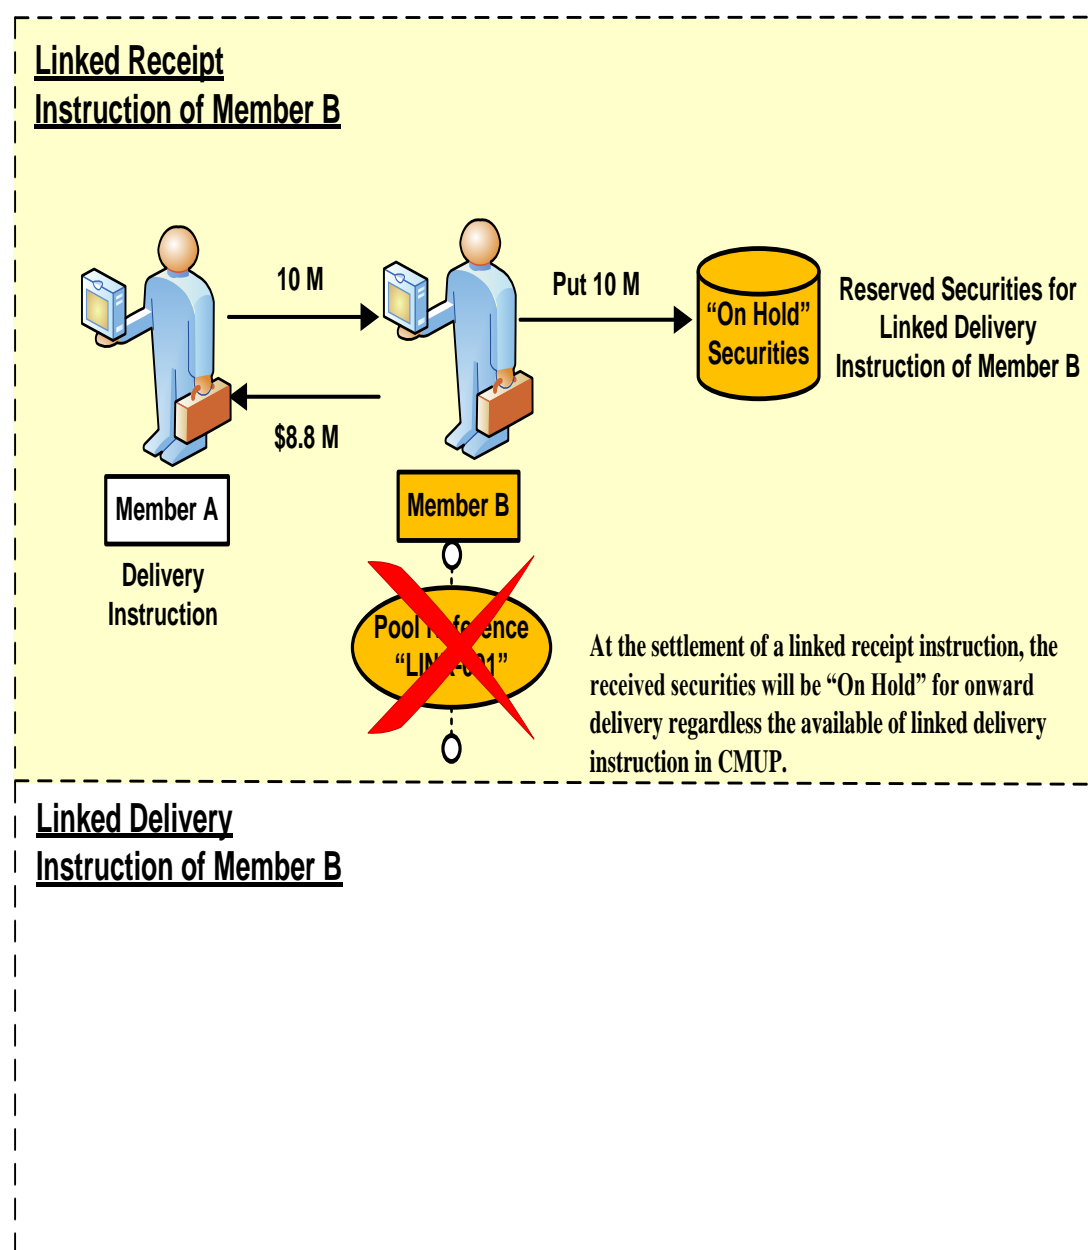 Linked Receipt
Instruction of Member B
10 M
Put 10 M
"On Hold"
Securities
Reserved Securities for
Linked Delivery
Instruction of Member B
$8.8 M
Member A
Member B
Delivery
Instruction
Pool Reference
"LINK-001"
At the settlement of a linked receipt instruction, the
received securities will be "On Hold" for onward
delivery regardless the available of linked delivery
instruction in CMUP.
Linked Delivery
Instruction of Member B